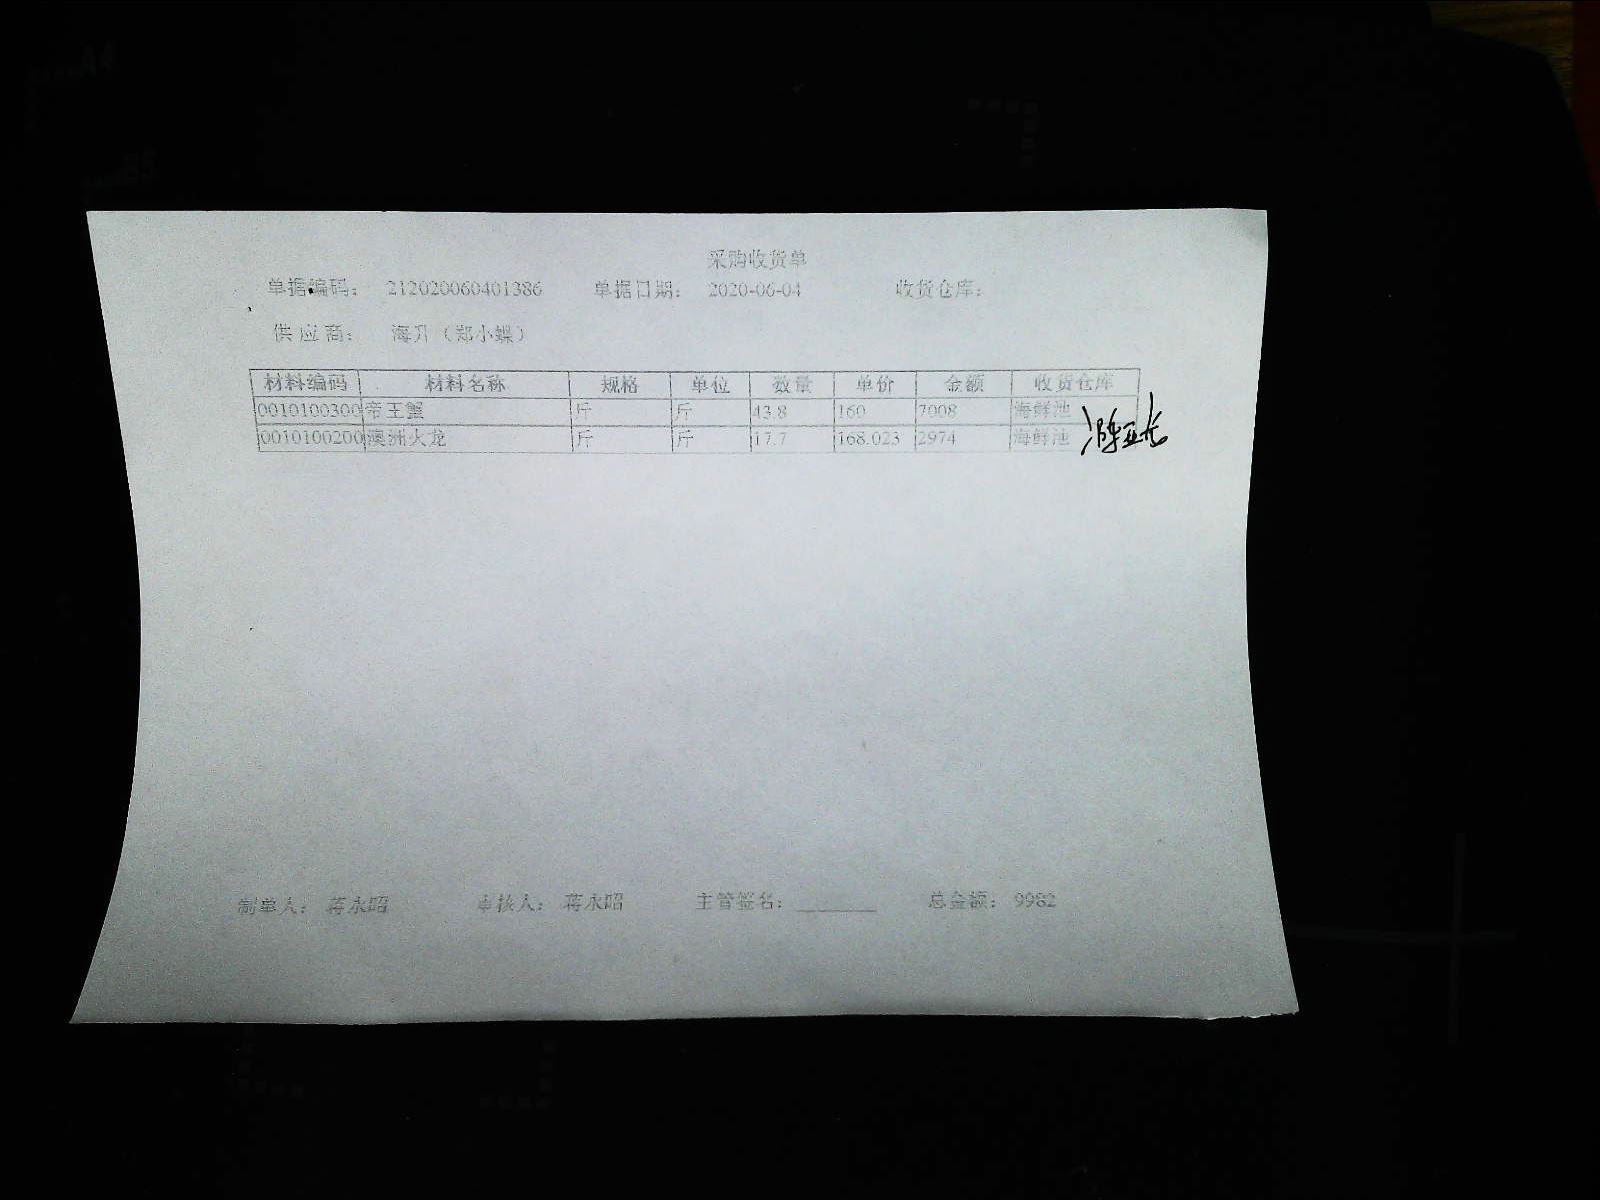 采购收货单
单据编码: 212020060401386 单据日期: 2020-06-04 收货仓库:
供应商: 海升（郑小蝶）
材料编码 材料名称 规格 单位 数量 单价 金额 收货仓库
0010100300 帝王蟹 斤 斤 43.8 160 7008 海鲜池
0010100200 澳洲火龙 斤 斤 17.7 168.023 2974 海鲜池
制单人: 蒋永昭 审核人: 蒋永昭 主管签名: 总金额: 9982